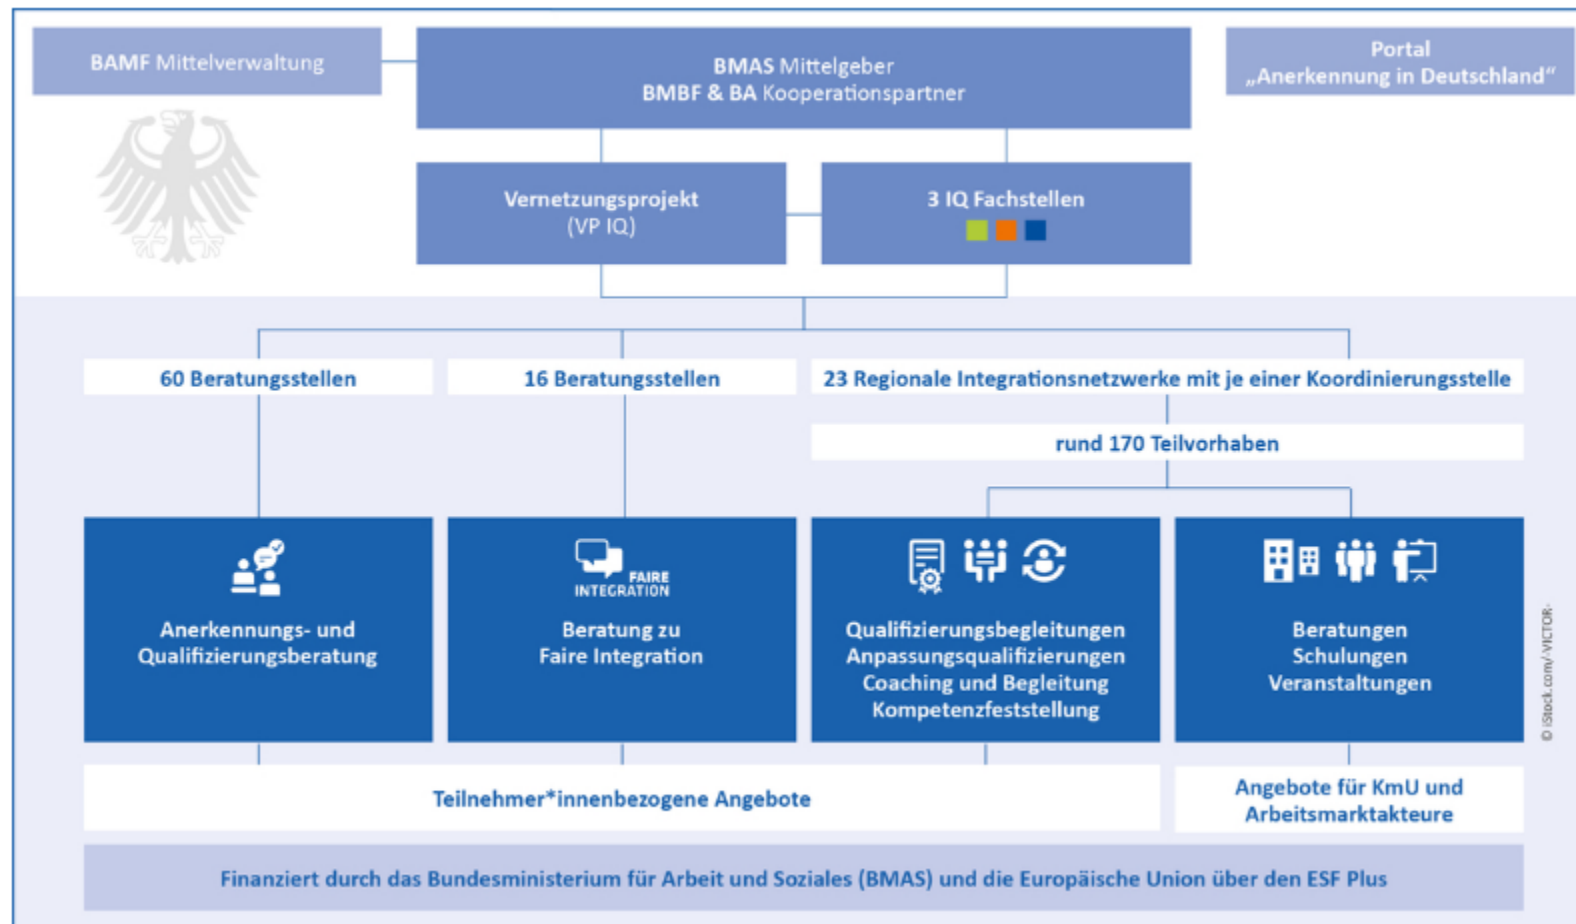 BAMF Mittelverwaltung
BMAS Mittelgeber
BMBF & BA Kooperationspartner
Portal
„Anerkennung in Deutschland“
Vernetzungsprojekt
(VP IQ)
3 IQ Fachstellen
60 Beratungsstellen
16 Beratungsstellen
23 Regionale Integrationsnetzwerke mit je einer Koordinierungsstelle
rund 170 Teilvorhaben
Anerkennungs- und
Qualifizierungsberatung
FAIRE
INTEGRATION
Beratung zu
Faire Integration
Qualifizierungsbegleitungen
Anpassungsqualifizierungen
Coaching und Begleitung
Kompetenzfeststellung
Beratungen
Schulungen
Veranstaltungen
© iStock.com/-VICTOR-
Teilnehmer*innenbezogene Angebote
Angebote für KmU und
Arbeitsmarktakteure
Finanziert durch das Bundesministerium für Arbeit und Soziales (BMAS) und die Europäische Union über den ESF Plus